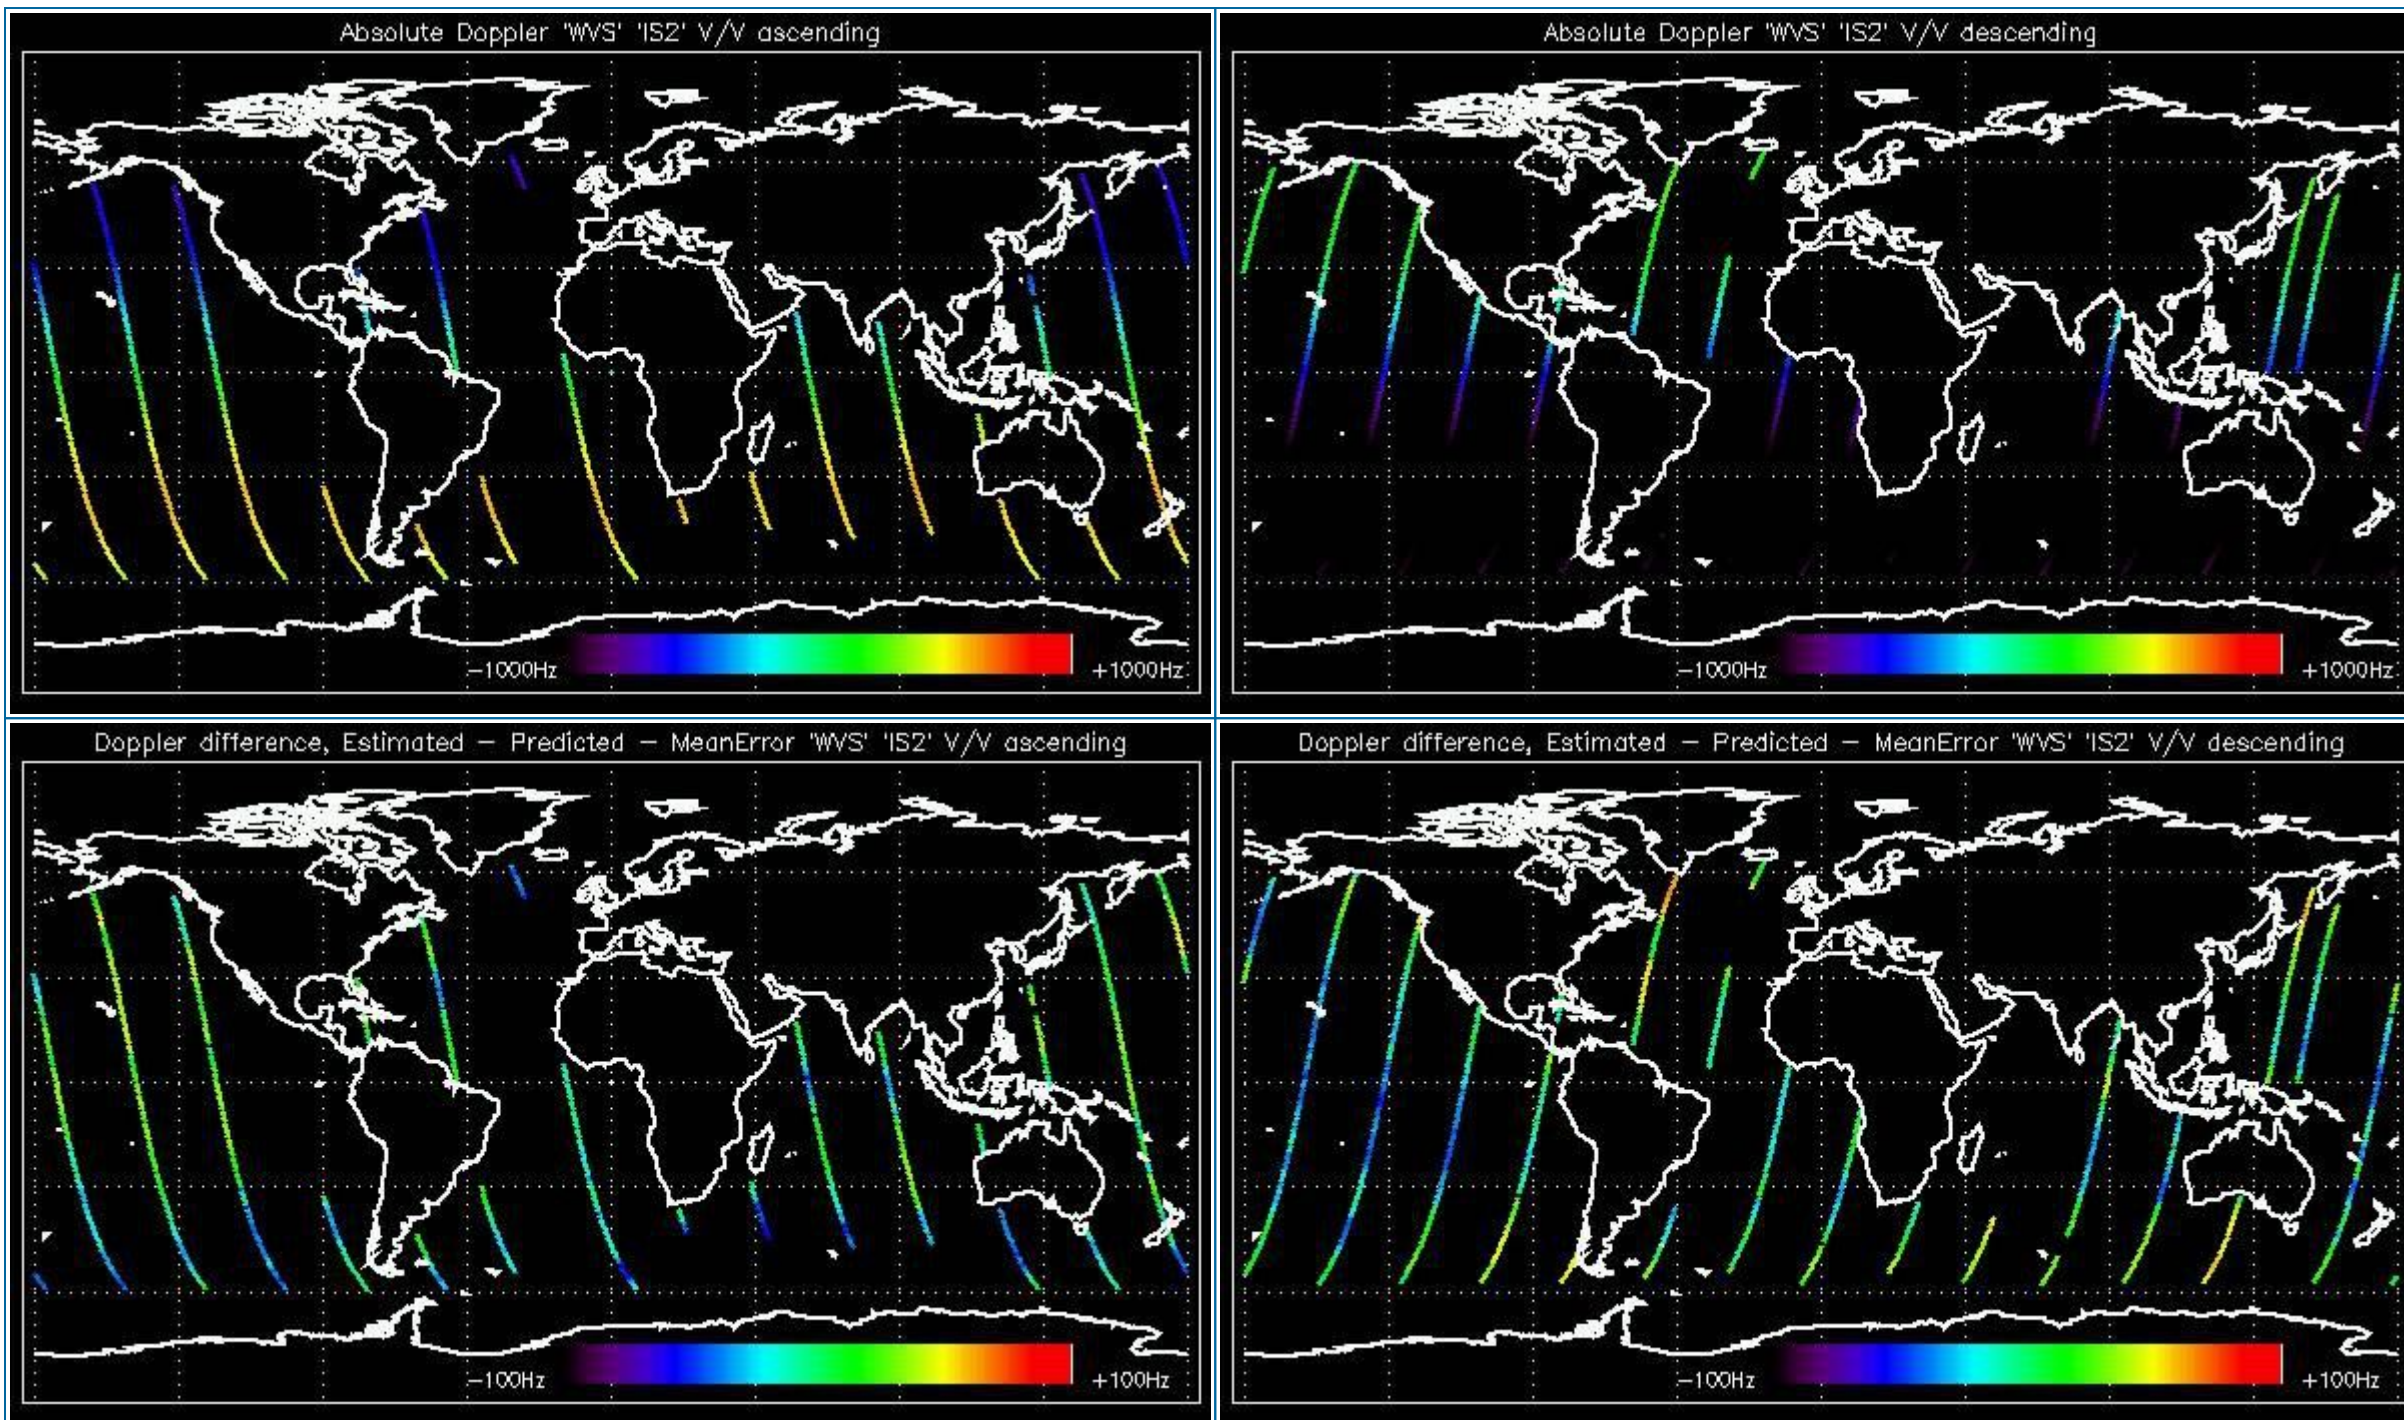 Absolute Doppler 'WVS' 'IS2' V/V ascending
−1000Hz
+1000Hz
Absolute Doppler 'WVS' 'IS2' V/V descending
−1000Hz
+1000Hz
Doppler difference, Estimated − Predicted − MeanError 'WVS' 'IS2' V/V ascending
−100Hz
+100Hz
Doppler difference, Estimated − Predicted − MeanError 'WVS' 'IS2' V/V descending
−100Hz
+100Hz